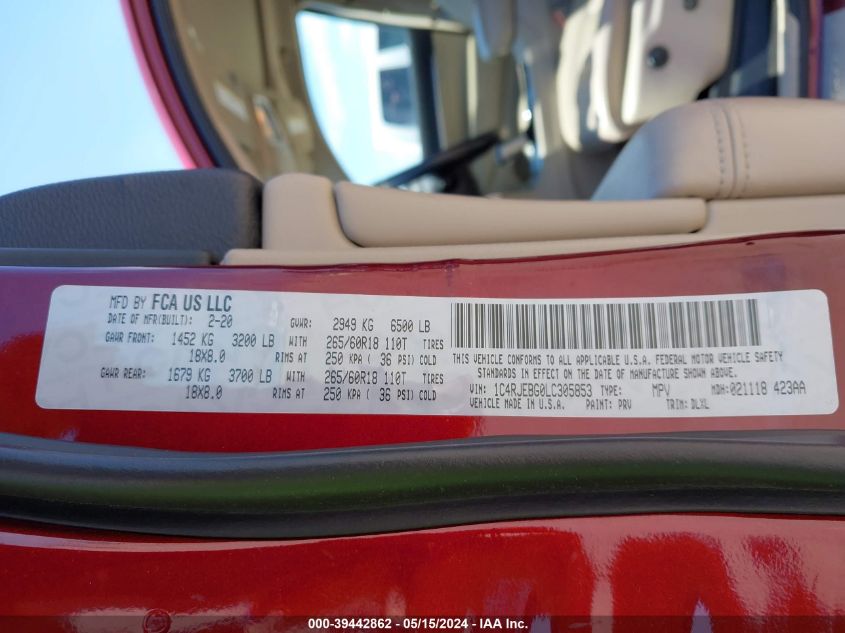 MFD BY FCA US LLC
DATE OF MFR(BUILT): 2-20 GVWR: 2949 KG 6500 LB
GAWR FRONT: 1452 KG 3200 LB WITH 265/60R18 110T TIRES
18X8.0 RIMS AT 250 KPA ( 36 PSI) COLD
GAWR REAR: 1679 KG 3700 LB WITH 265/60R18 110T TIRES
18X8.0 RIMS AT 250 KPA ( 36 PSI) COLD
THIS VEHICLE CONFORMS TO ALL APPLICABLE U.S.A. FEDERAL MOTOR VEHICLE SAFETY
STANDARDS IN EFFECT ON THE DATE OF MANUFACTURE SHOWN ABOVE.
VIN: 1C4RJEBG0LC305853 TYPE: MPV MDH:021118 423AA
VEHICLE MADE IN U.S.A. PAINT: PRV TRIM: DLXL
000-39442862 - 05/15/2024 - IAA Inc.